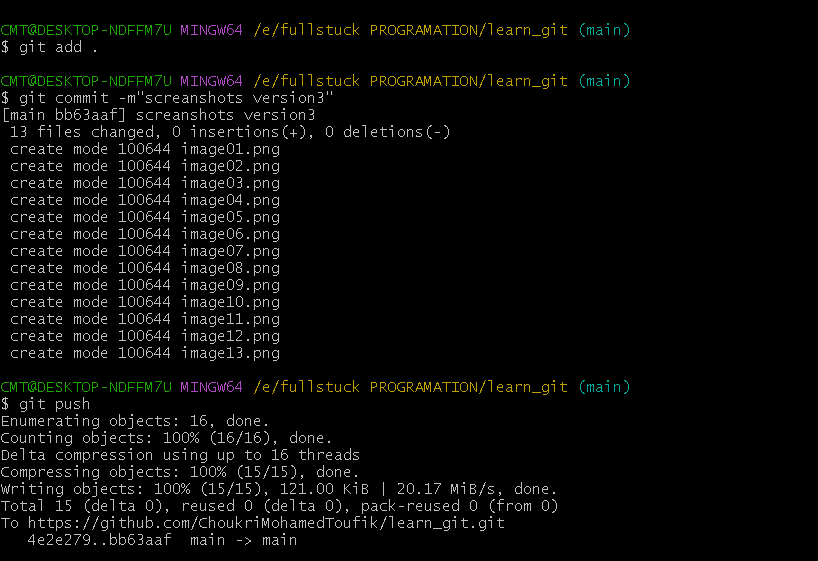 CMT@DESKTOP-NDFFM7U MINGW64 /e/fullstuck PROGRAMATION/learn_git (main)
$ git add .
CMT@DESKTOP-NDFFM7U MINGW64 /e/fullstuck PROGRAMATION/learn_git (main)
$ git commit -m"screanshots version3"
[main bb63aaf] screanshots version3
 13 files changed, 0 insertions(+), 0 deletions(-)
 create mode 100644 image01.png
 create mode 100644 image02.png
 create mode 100644 image03.png
 create mode 100644 image04.png
 create mode 100644 image05.png
 create mode 100644 image06.png
 create mode 100644 image07.png
 create mode 100644 image08.png
 create mode 100644 image09.png
 create mode 100644 image10.png
 create mode 100644 image11.png
 create mode 100644 image12.png
 create mode 100644 image13.png
CMT@DESKTOP-NDFFM7U MINGW64 /e/fullstuck PROGRAMATION/learn_git (main)
$ git push
Enumerating objects: 16, done.
Counting objects: 100% (16/16), done.
Delta compression using up to 16 threads
Compressing objects: 100% (15/15), done.
Writing objects: 100% (15/15), 121.00 KiB | 20.17 MiB/s, done.
Total 15 (delta 0), reused 0 (delta 0), pack-reused 0 (from 0)
To https://github.com/ChoukriMohamedToufik/learn_git.git
   4e2e279..bb63aaf  main -> main